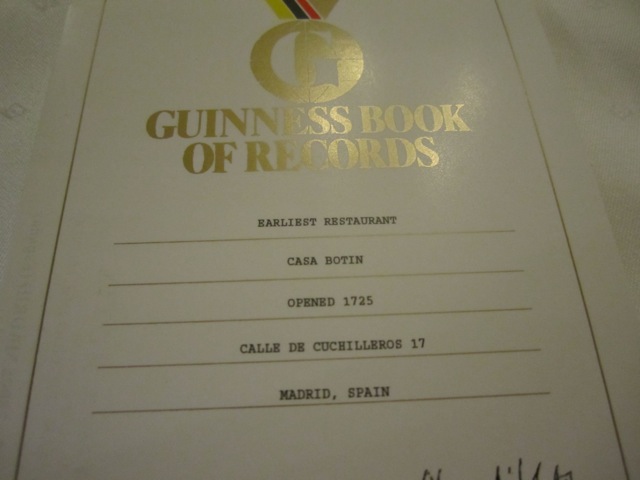 G
GUINNESS BOOK
OF RECORDS
EARLIEST RESTAURANT
CASA BOTIN
OPENED 1725
CALLE DE CUCHILLEROS 17
MADRID, SPAIN